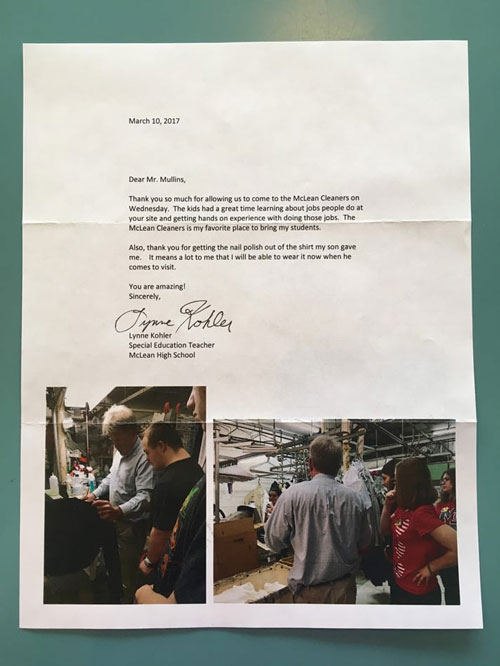 March 10, 2017
Dear Mr. Mullins,
Thank you so much for allowing us to come to the McLean Cleaners on
Wednesday.  The kids had a great time learning about jobs people do at
your site and getting hands on experience with doing those jobs.  The
McLean Cleaners is my favorite place to bring my students.
Also, thank you for getting the nail polish out of the shirt my son gave
me.   It means a lot to me that I will be able to wear it now when he
comes to visit.
You are amazing!
Sincerely,
Lynne Kohler
Lynne Kohler
Special Education Teacher
McLean High School